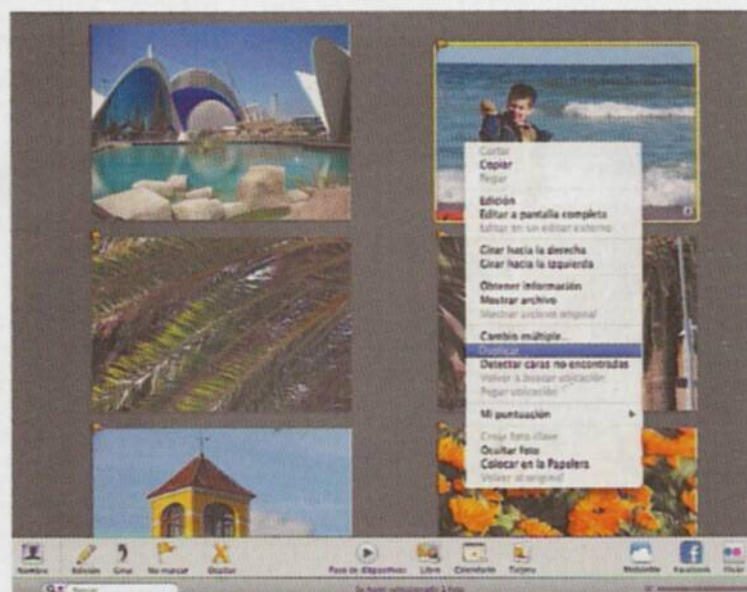 Cortar
Copiar
Pegar
Edición
Editar a pantalla completa
Editar en un editor externo
Girar hacia la derecha
Girar hacia la izquierda
Obtener información
Mostrar archivo
Mostrar archivo original
Cambio múltiple...
Duplicar
Detectar caras no encontradas
Volver a buscar ubicación
Pegar ubicación
Mi puntuación
Crear foto clave
Ocultar foto
Colocar en la Papelera
Volver al original
Nombre Edición Girar No marcar Ocultar Pase de diapositivas Libro Calendario Tarjeta MobileMe Facebook Flickr
Buscar